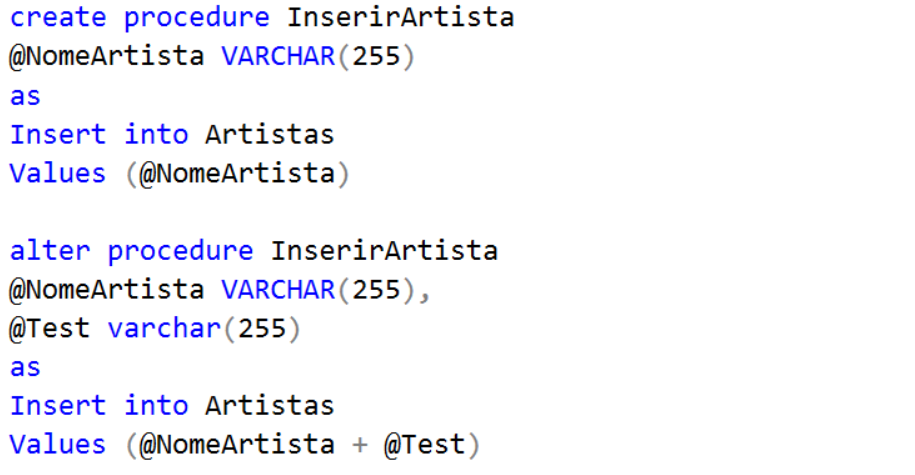 create procedure InserirArtista
@NomeArtista VARCHAR(255)
as
Insert into Artistas
Values (@NomeArtista)
alter procedure InserirArtista
@NomeArtista VARCHAR(255),
@Test varchar(255)
as
Insert into Artistas
Values (@NomeArtista + @Test)